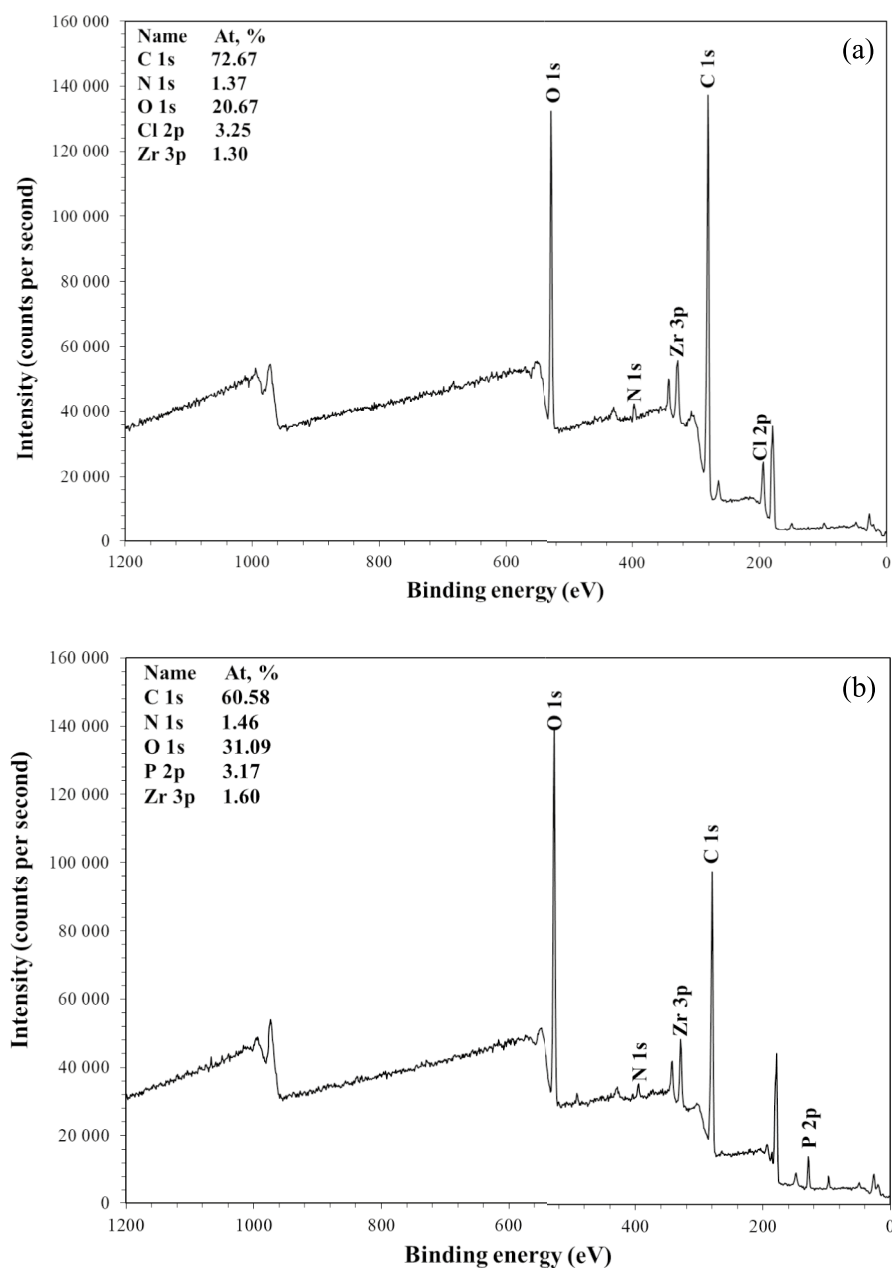 160 000
140 000
120 000
100 000
80 000
60 000
40 000
20 000
0
Intensity (counts per second)
Name At, %
C 1s 72.67
N 1s 1.37
O 1s 20.67
Cl 2p 3.25
Zr 3p 1.30
(a)
O 1s
N 1s
Zr 3p
C 1s
Cl 2p
1200 1000 800 600 400 200 0
Binding energy (eV)
160 000
140 000
120 000
100 000
80 000
60 000
40 000
20 000
0
Intensity (counts per second)
Name At, %
C 1s 60.58
N 1s 1.46
O 1s 31.09
P 2p 3.17
Zr 3p 1.60
(b)
O 1s
N 1s
Zr 3p
C 1s
P 2p
1200 1000 800 600 400 200 0
Binding energy (eV)